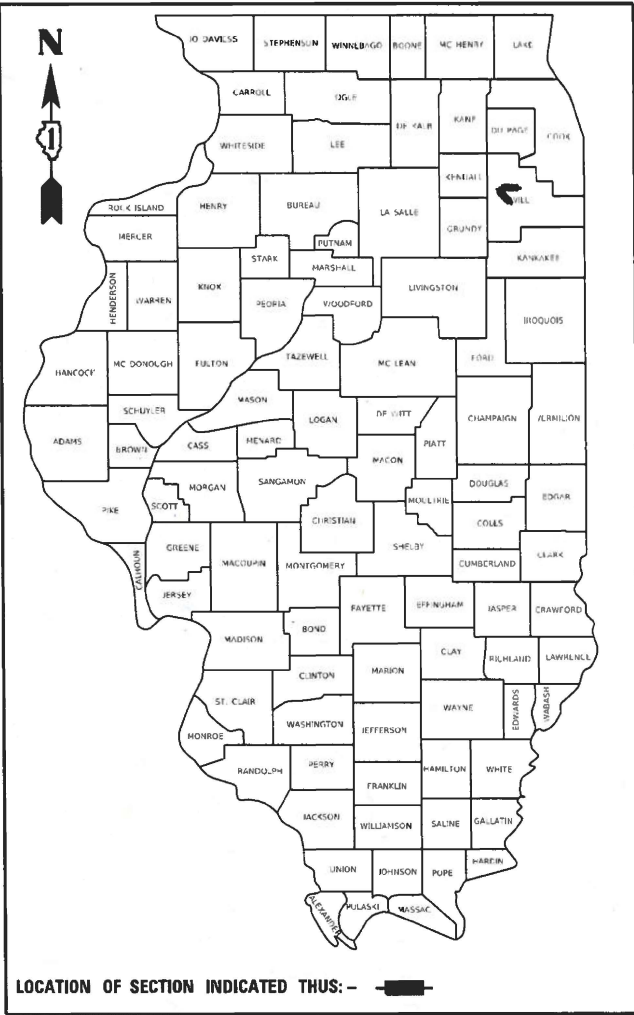 N
JO DAVIESS STEPHENSON WINNEBAGO BOONE MC HENRY LAKE
CARROLL OGLE DE KALB KANE DU PAGE COOK
WHITESIDE LEE
KENDALL WILL
ROCK ISLAND HENRY BUREAU LA SALLE GRUNDY
MERCER PUTNAM
STARK MARSHALL KANKAKEE
HENDERSON WARREN KNOX PEORIA WOODFORD LIVINGSTON IROQUOIS
HANCOCK MC DONOUGH FULTON TAZEWELL MC LEAN FORD
MASON
SCHUYLER LOGAN DE WITT CHAMPAIGN VERMILION
ADAMS BROWN CASS MENARD MACON PIATT
PIKE SCOTT MORGAN SANGAMON MOULTRIE DOUGLAS EDGAR
CHRISTIAN COLES
CALHOUN GREENE MACOUPIN MONTGOMERY SHELBY CUMBERLAND CLARK
JERSEY FAYETTE EFFINGHAM JASPER CRAWFORD
MADISON BOND
CLINTON MARION CLAY RICHLAND LAWRENCE
ST. CLAIR WAYNE EDWARDS WABASH
MONROE WASHINGTON JEFFERSON
RANDOLPH PERRY FRANKLIN HAMILTON WHITE
JACKSON WILLIAMSON SALINE GALLATIN
UNION JOHNSON POPE HARDIN
ALEXANDER PULASKI MASSAC
LOCATION OF SECTION INDICATED THUS:-